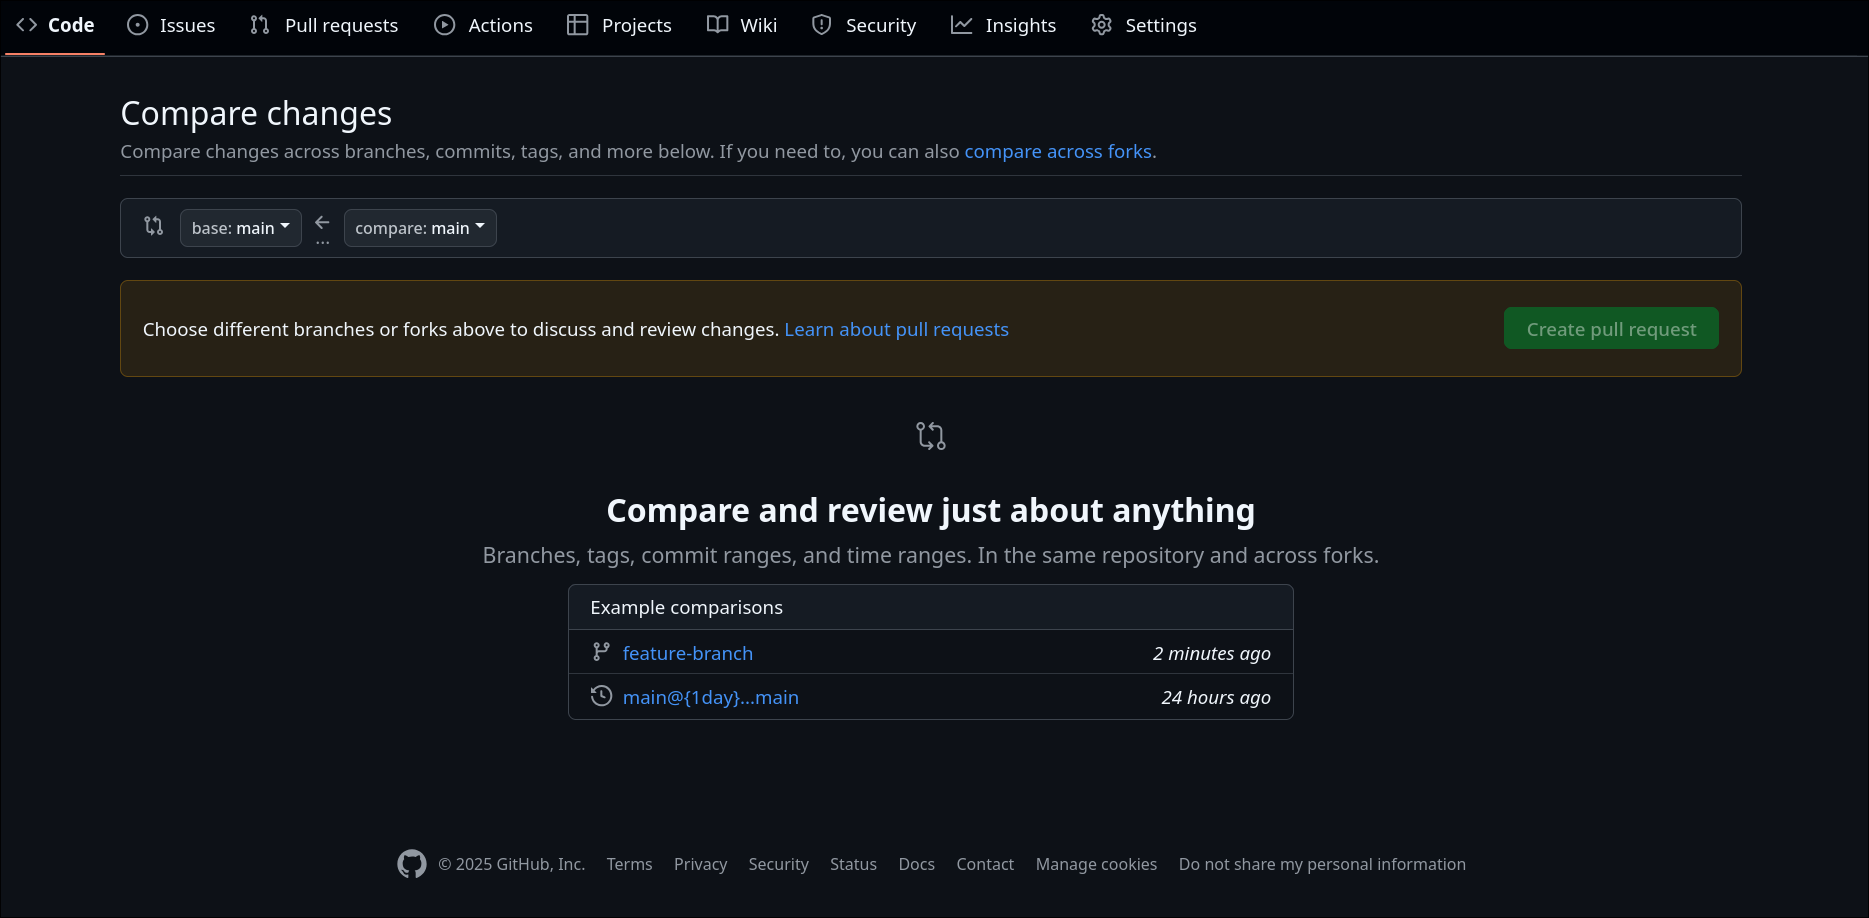 Code Issues Pull requests Actions Projects Wiki Security Insights Settings
Compare changes
Compare changes across branches, commits, tags, and more below. If you need to, you can also compare across forks.
base: main ... compare: main
Choose different branches or forks above to discuss and review changes. Learn about pull requests Create pull request
Compare and review just about anything
Branches, tags, commit ranges, and time ranges. In the same repository and across forks.
Example comparisons
feature-branch 2 minutes ago
main@{1day}...main 24 hours ago
© 2025 GitHub, Inc. Terms Privacy Security Status Docs Contact Manage cookies Do not share my personal information